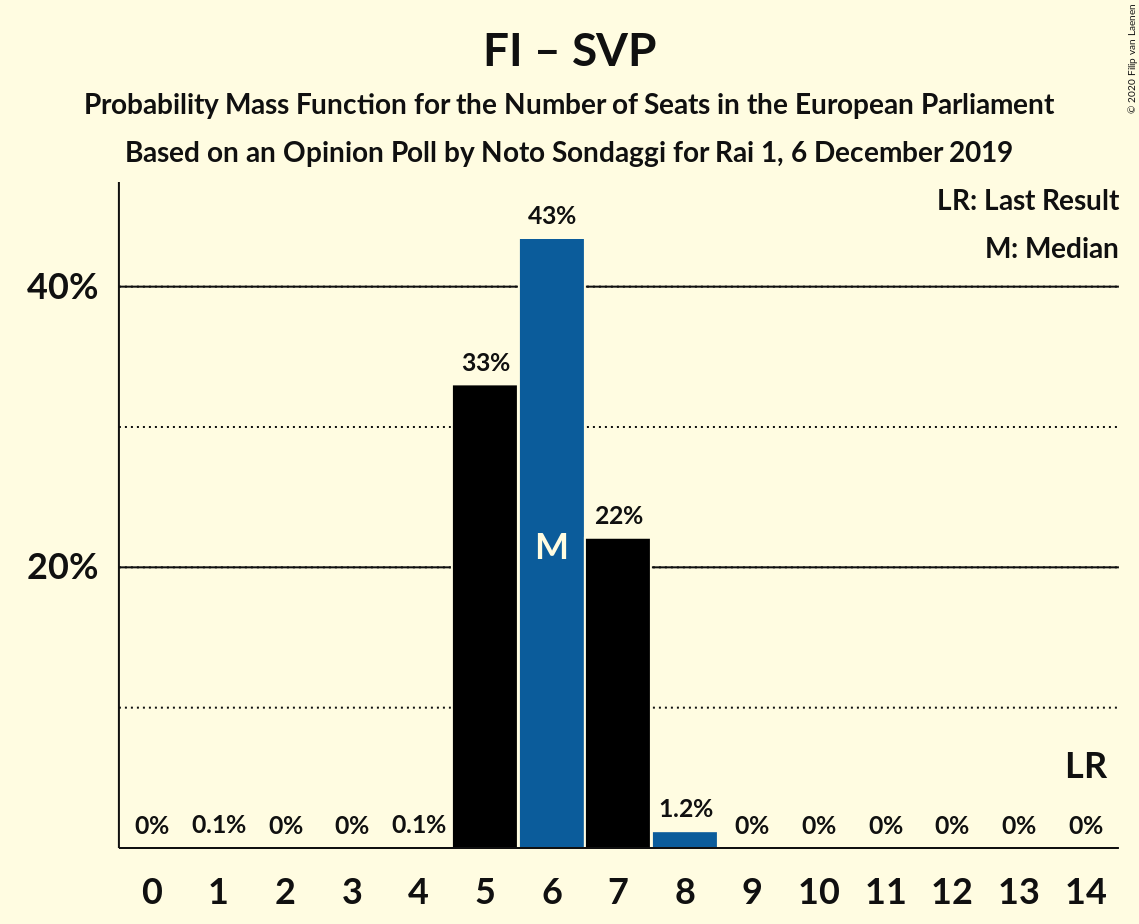 FI – SVP
Probability Mass Function for the Number of Seats in the European Parliament
Based on an Opinion Poll by Noto Sondaggi for Rai 1, 6 December 2019
© 2020 Filip van Laenen
LR: Last Result
M: Median
43%
40%
33%
22%
M
20%
LR
0% 0.1% 0% 0% 0.1% 1.2% 0% 0% 0% 0% 0% 0%
0 1 2 3 4 5 6 7 8 9 10 11 12 13 14